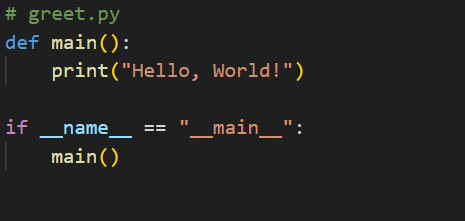 # greet.py
def main():
    print("Hello, World!")

if __name__ == "__main__":
    main()